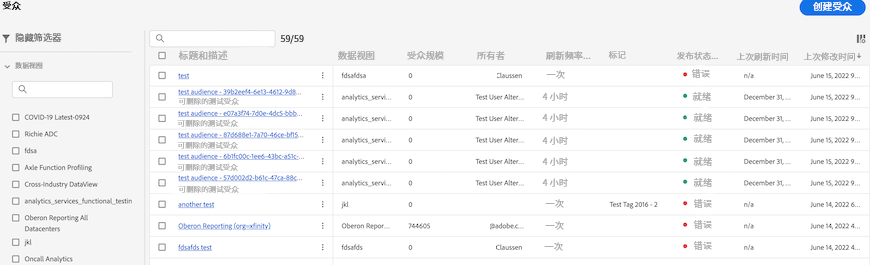 受众
创建受众
隐藏筛选器
59/59
数据视图
COVID-19 Latest-0924
Richie ADC
fdsa
Axle Function Profiling
Cross-Industry DataView
analytics_services_functional_testin
Oberon Reporting All
Datacenters
jkl
Oncall Analytics
标题和描述 数据视图 受众规模 所有者 刷新频率... 标记 发布状态... 上次刷新时间 上次修改时间
test fdsafdsa 0 Claussen 一次 错误 n/a June 15, 2022 9...
test audience - 39b2eef4-6e13-4612-9d8... analytics_servi... 0 Test User Alter... 4 小时 就绪 December 31, ... June 15, 2022 9...
可删除的测试受众
test audience - e07a3f74-7d0e-4dc5-bbb... analytics_servi... 0 Test User Alter... 4 小时 就绪 December 31, ... June 15, 2022 9...
可删除的测试受众
test audience - 87d688e1-7a70-46ce-bf15... analytics_servi... 0 Test User Alter... 4 小时 就绪 December 31, ... June 15, 2022 9...
可删除的测试受众
test audience - 6b1fc00c-1ee6-43bc-a51c-... analytics_servi... 0 Test User Alter... 4 小时 就绪 December 31, ... June 15, 2022 9...
可删除的测试受众
test audience - 57d002d2-b61c-47ca-88c... analytics_servi... 0 Test User Alter... 4 小时 就绪 December 31, ... June 15, 2022 9...
可删除的测试受众
another test jkl 0 一次 Test Tag 2016 - 2 错误 n/a June 14, 2022 6...
Oberon Reporting (org=xfinity) Oberon Repor... 744605 @adobe.c... 一次 错误 n/a June 14, 2022 4...
fdsafds test fdsafds 0 Claussen 一次 错误 n/a June 14, 2022 4...